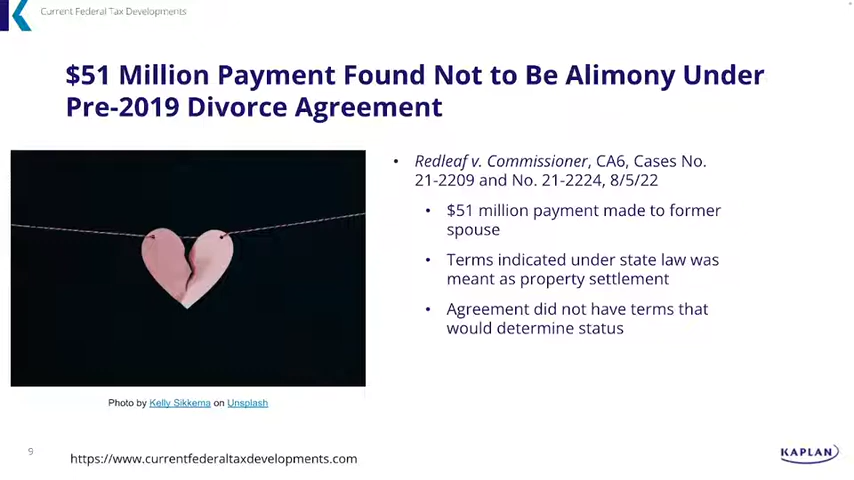 Current Federal Tax Developments
$51 Million Payment Found Not to Be Alimony Under
Pre-2019 Divorce Agreement
• Redleaf v. Commissioner, CA6, Cases No.
21-2209 and No. 21-2224, 8/5/22
• $51 million payment made to former
spouse
• Terms indicated under state law was
meant as property settlement
• Agreement did not have terms that
would determine status
Photo by Kelly Sikkema on Unsplash
9
https://www.currentfederaltaxdevelopments.com
KAPLAN